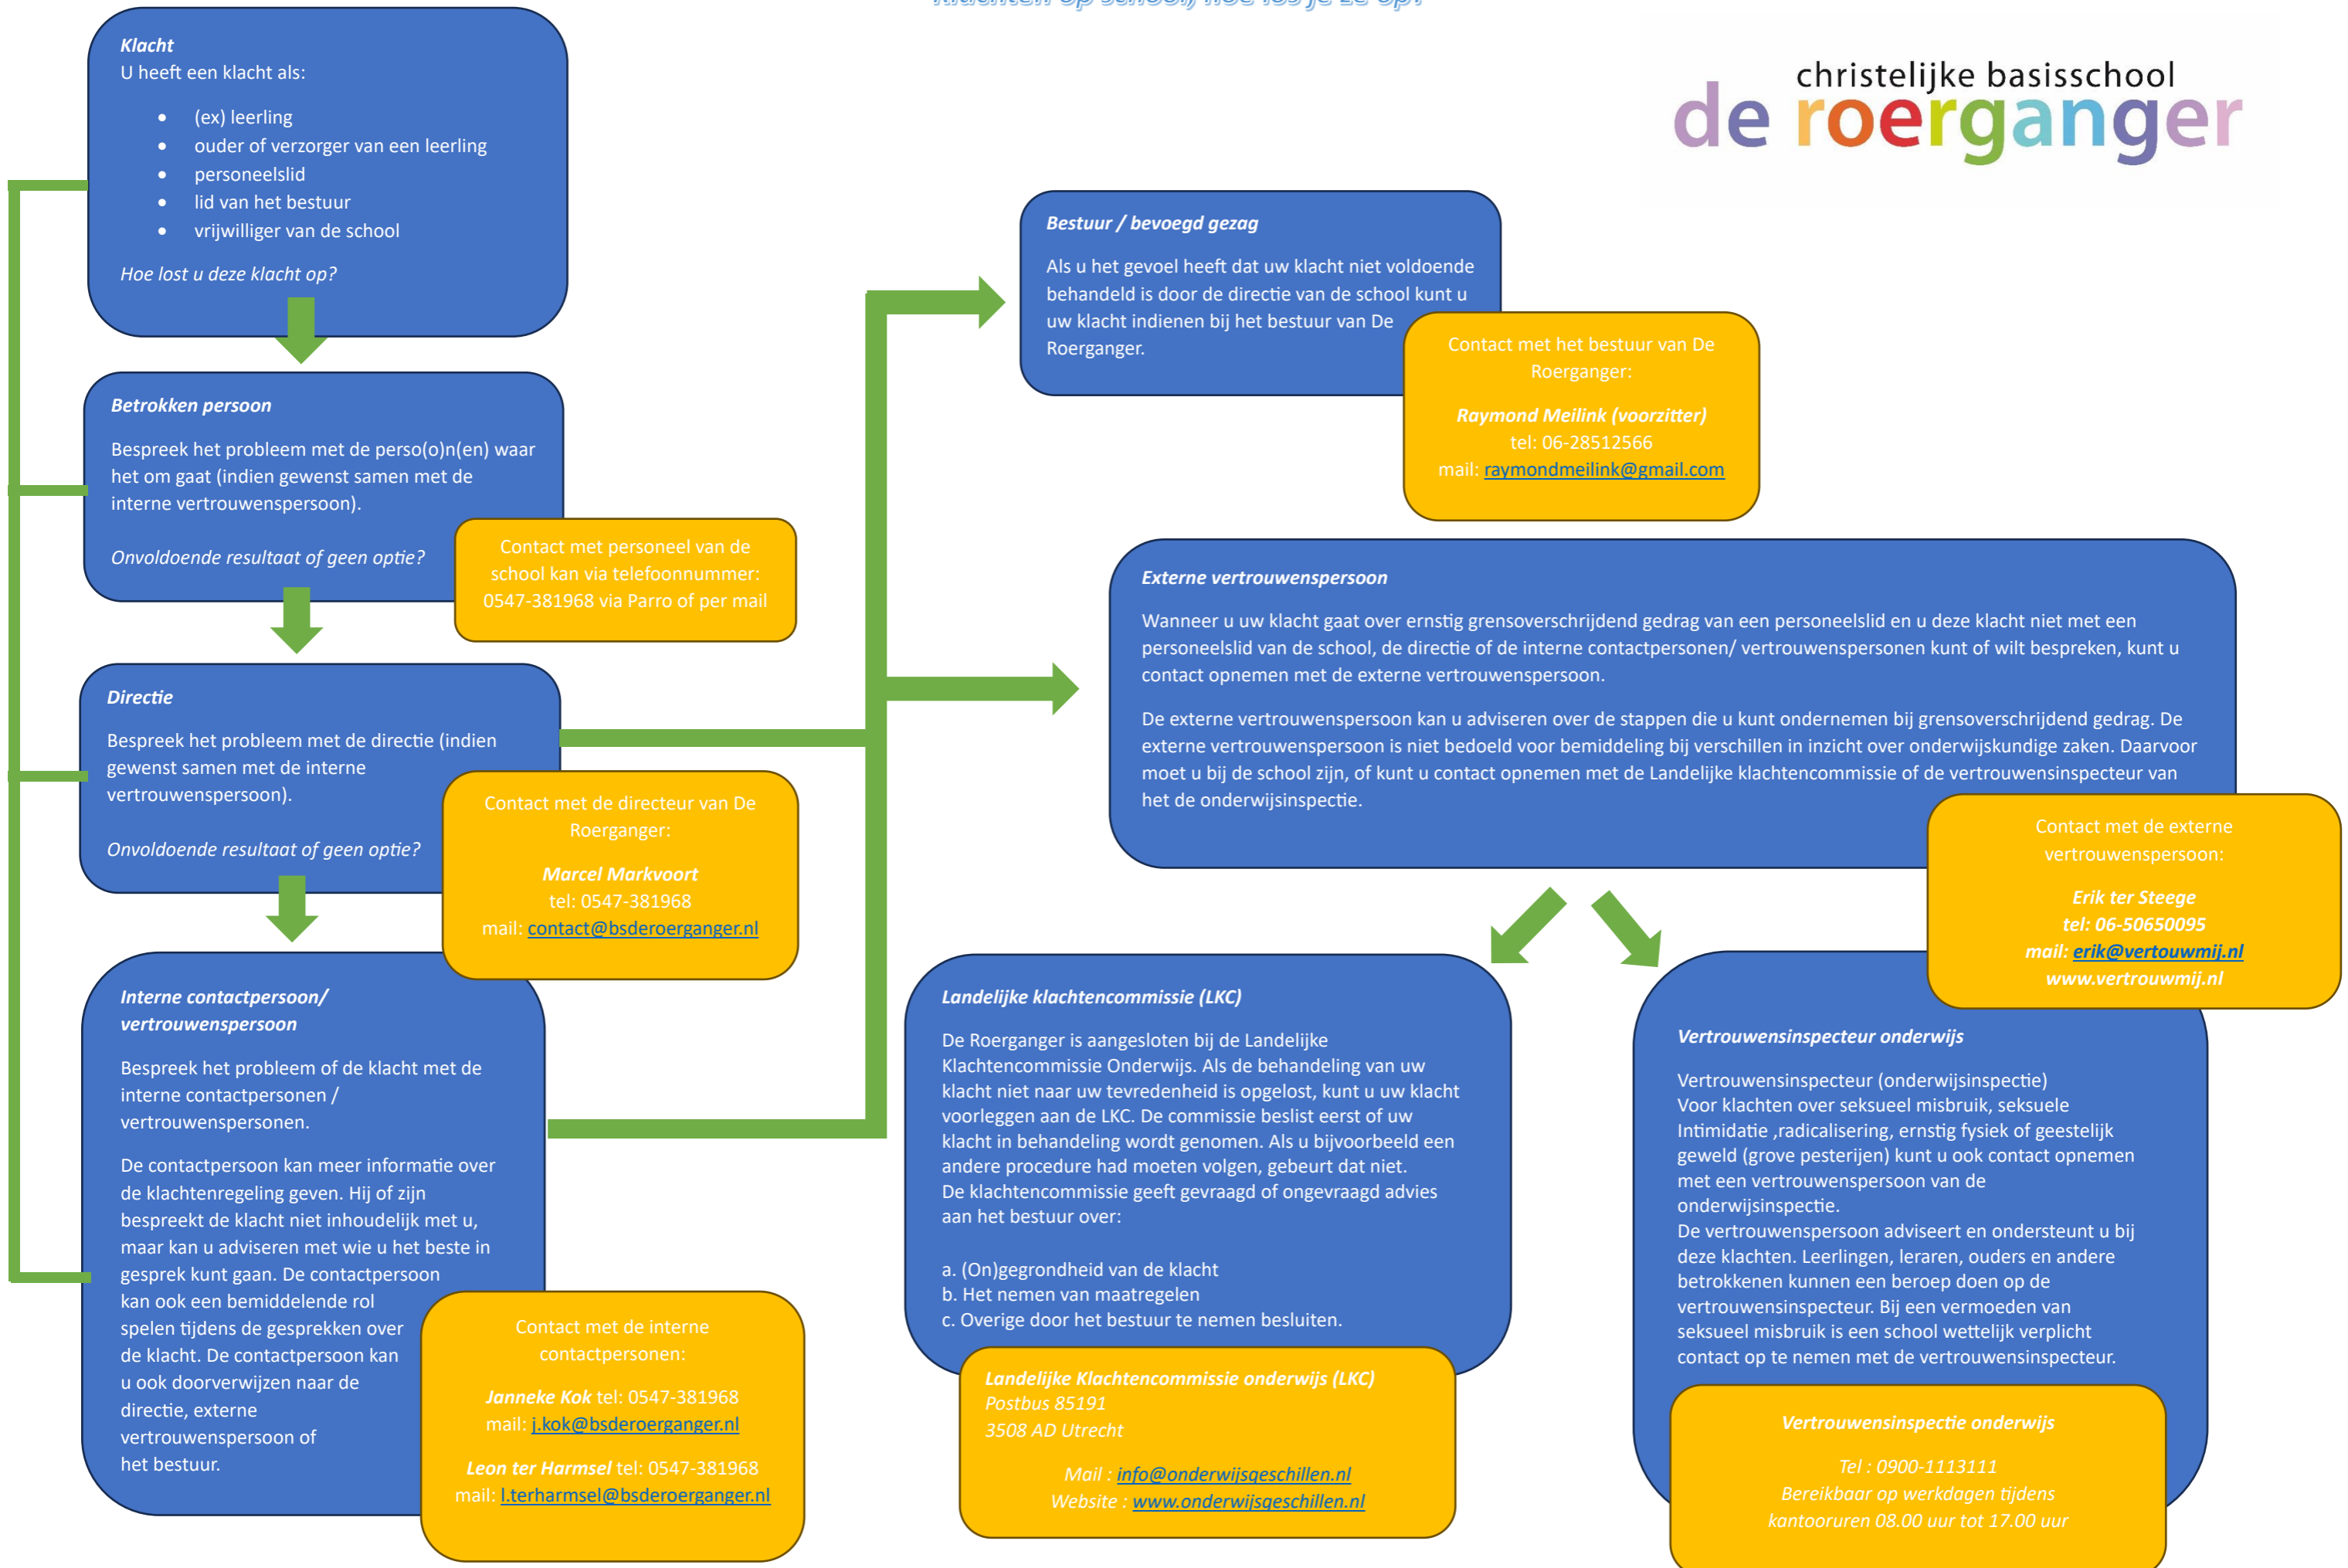 Klachten op school, hoe los je ze op?
christelijke basisschool
de roerganger
Klacht
U heeft een klacht als:
• (ex) leerling
• ouder of verzorger van een leerling
• personeelslid
• lid van het bestuur
• vrijwilliger van de school
Hoe lost u deze klacht op?
Betrokken persoon
Bespreek het probleem met de perso(o)n(en) waar
het om gaat (indien gewenst samen met de
interne vertrouwenspersoon).
Onvoldoende resultaat of geen optie?
Contact met personeel van de
school kan via telefoonnummer:
0547-381968 via Parro of per mail
Directie
Bespreek het probleem met de directie (indien
gewenst samen met de interne
vertrouwenspersoon).
Onvoldoende resultaat of geen optie?
Contact met de directeur van De
Roerganger:
Marcel Markvoort
tel: 0547-381968
mail: contact@bsderoerganger.nl
Interne contactpersoon/
vertrouwenspersoon
Bespreek het probleem of de klacht met de
interne contactpersonen /
vertrouwenspersonen.
De contactpersoon kan meer informatie over
de klachtenregeling geven. Hij of zijn
bespreekt de klacht niet inhoudelijk met u,
maar kan u adviseren met wie u het beste in
gesprek kunt gaan. De contactpersoon
kan ook een bemiddelende rol
spelen tijdens de gesprekken over
de klacht. De contactpersoon kan
u ook doorverwijzen naar de
directie, externe
vertrouwenspersoon of
het bestuur.
Contact met de interne
contactpersonen:
Janneke Kok tel: 0547-381968
mail: j.kok@bsderoerganger.nl
Leon ter Harmsel tel: 0547-381968
mail: l.terharmsel@bsderoerganger.nl
Bestuur / bevoegd gezag
Als u het gevoel heeft dat uw klacht niet voldoende
behandeld is door de directie van de school kunt u
uw klacht indienen bij het bestuur van De
Roerganger.
Contact met het bestuur van De
Roerganger:
Raymond Meilink (voorzitter)
tel: 06-28512566
mail: raymondmeilink@gmail.com
Externe vertrouwenspersoon
Wanneer u uw klacht gaat over ernstig grensoverschrijdend gedrag van een personeelslid en u deze klacht niet met een
personeelslid van de school, de directie of de interne contactpersonen/ vertrouwenspersonen kunt of wilt bespreken, kunt u
contact opnemen met de externe vertrouwenspersoon.
De externe vertrouwenspersoon kan u adviseren over de stappen die u kunt ondernemen bij grensoverschrijdend gedrag. De
externe vertrouwenspersoon is niet bedoeld voor bemiddeling bij verschillen in inzicht over onderwijskundige zaken. Daarvoor
moet u bij de school zijn, of kunt u contact opnemen met de Landelijke klachtencommissie of de vertrouwensinspecteur van
het de onderwijsinspectie.
Contact met de externe
vertrouwenspersoon:
Erik ter Steege
tel: 06-50650095
mail: erik@vertouwmij.nl
www.vertrouwmij.nl
Landelijke klachtencommissie (LKC)
De Roerganger is aangesloten bij de Landelijke
Klachtencommissie Onderwijs. Als de behandeling van uw
klacht niet naar uw tevredenheid is opgelost, kunt u uw klacht
voorleggen aan de LKC. De commissie beslist eerst of uw
klacht in behandeling wordt genomen. Als u bijvoorbeeld een
andere procedure had moeten volgen, gebeurt dat niet.
De klachtencommissie geeft gevraagd of ongevraagd advies
aan het bestuur over:
a. (On)gegrondheid van de klacht
b. Het nemen van maatregelen
c. Overige door het bestuur te nemen besluiten.
Landelijke Klachtencommissie onderwijs (LKC)
Postbus 85191
3508 AD Utrecht
Mail : info@onderwijsgeschillen.nl
Website : www.onderwijsgeschillen.nl
Vertrouwensinspecteur onderwijs
Vertrouwensinspecteur (onderwijsinspectie)
Voor klachten over seksueel misbruik, seksuele
Intimidatie ,radicalisering, ernstig fysiek of geestelijk
geweld (grove pesterijen) kunt u ook contact opnemen
met een vertrouwenspersoon van de
onderwijsinspectie.
De vertrouwenspersoon adviseert en ondersteunt u bij
deze klachten. Leerlingen, leraren, ouders en andere
betrokkenen kunnen een beroep doen op de
vertrouwensinspecteur. Bij een vermoeden van
seksueel misbruik is een school wettelijk verplicht
contact op te nemen met de vertrouwensinspecteur.
Vertrouwensinspectie onderwijs
Tel : 0900-1113111
Bereikbaar op werkdagen tijdens
kantooruren 08.00 uur tot 17.00 uur